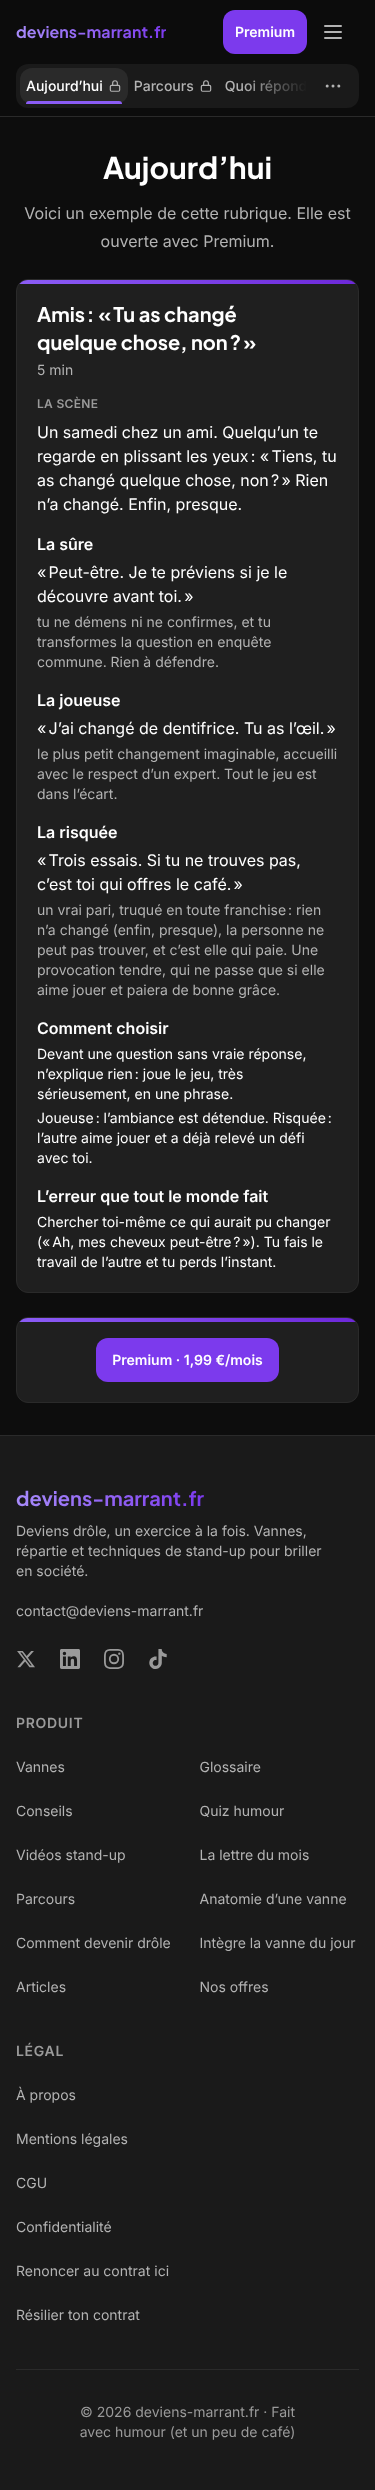 deviens-marrant.fr
Premium
Aujourd’hui
Parcours
Quoi répond
Aujourd’hui
Voici un exemple de cette rubrique. Elle est
ouverte avec Premium.
Amis : « Tu as changé
quelque chose, non ? »
5 min
LA SCÈNE
Un samedi chez un ami. Quelqu’un te
regarde en plissant les yeux : « Tiens, tu
as changé quelque chose, non ? » Rien
n’a changé. Enfin, presque.
La sûre
« Peut-être. Je te préviens si je le
découvre avant toi. »
tu ne démens ni ne confirmes, et tu
transformes la question en enquête
commune. Rien à défendre.
La joueuse
« J’ai changé de dentifrice. Tu as l’œil. »
le plus petit changement imaginable, accueilli
avec le respect d’un expert. Tout le jeu est
dans l’écart.
La risquée
« Trois essais. Si tu ne trouves pas,
c’est toi qui offres le café. »
un vrai pari, truqué en toute franchise : rien
n’a changé (enfin, presque), la personne ne
peut pas trouver, et c’est elle qui paie. Une
provocation tendre, qui ne passe que si elle
aime jouer et paiera de bonne grâce.
Comment choisir
Devant une question sans vraie réponse,
n’explique rien : joue le jeu, très
sérieusement, en une phrase.
Joueuse : l’ambiance est détendue. Risquée :
l’autre aime jouer et a déjà relevé un défi
avec toi.
L’erreur que tout le monde fait
Chercher toi-même ce qui aurait pu changer
(« Ah, mes cheveux peut-être ? »). Tu fais le
travail de l’autre et tu perds l’instant.
Premium · 1,99 €/mois
deviens-marrant.fr
Deviens drôle, un exercice à la fois. Vannes,
répartie et techniques de stand-up pour briller
en société.
contact@deviens-marrant.fr
PRODUIT
Vannes
Glossaire
Conseils
Quiz humour
Vidéos stand-up
La lettre du mois
Parcours
Anatomie d’une vanne
Comment devenir drôle
Intègre la vanne du jour
Articles
Nos offres
LÉGAL
À propos
Mentions légales
CGU
Confidentialité
Renoncer au contrat ici
Résilier ton contrat
© 2026 deviens-marrant.fr · Fait
avec humour (et un peu de café)